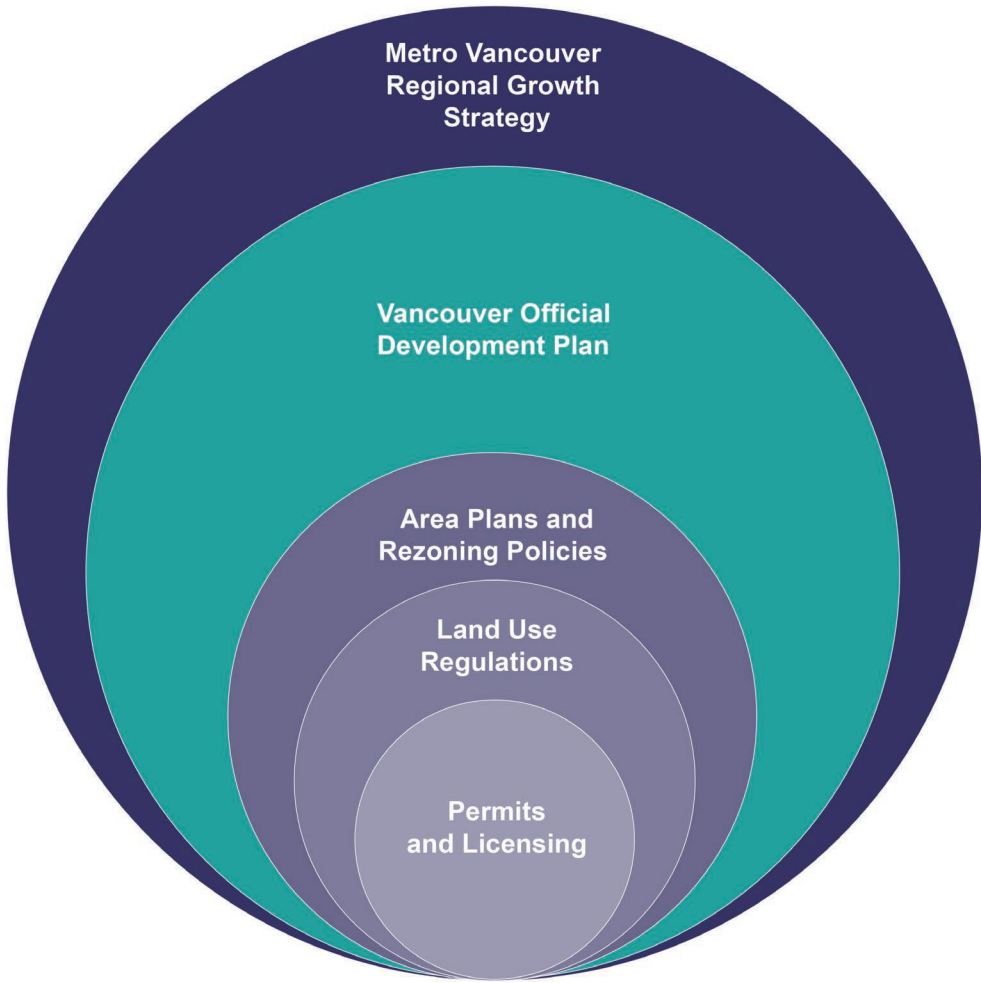 Metro Vancouver
Regional Growth
Strategy
Vancouver Official
Development Plan
Area Plans and
Rezoning Policies
Land Use
Regulations
Permits
and Licensing